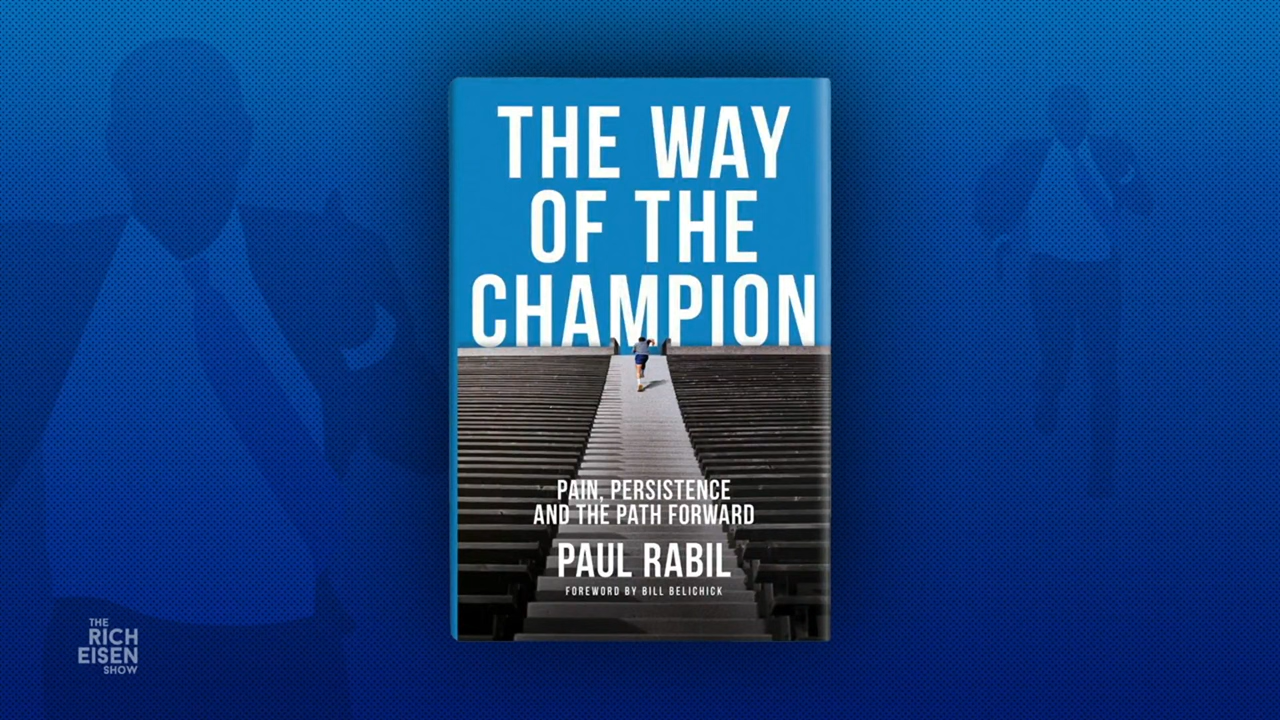 THE WAY
OF THE
CHAMPION
PAIN, PERSISTENCE
AND THE PATH FORWARD
PAUL RABIL
FOREWORD BY BILL BELICHICK
THE
RICH
EISEN
SHOW